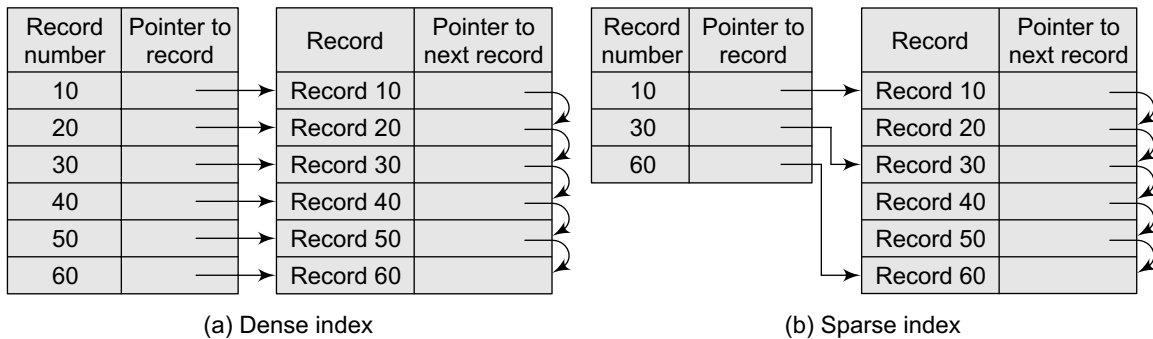 Record number Pointer to record
10
20
30
40
50
60
Record Pointer to next record
Record 10
Record 20
Record 30
Record 40
Record 50
Record 60
(a) Dense index
Record number Pointer to record
10
30
60
Record Pointer to next record
Record 10
Record 20
Record 30
Record 40
Record 50
Record 60
(b) Sparse index